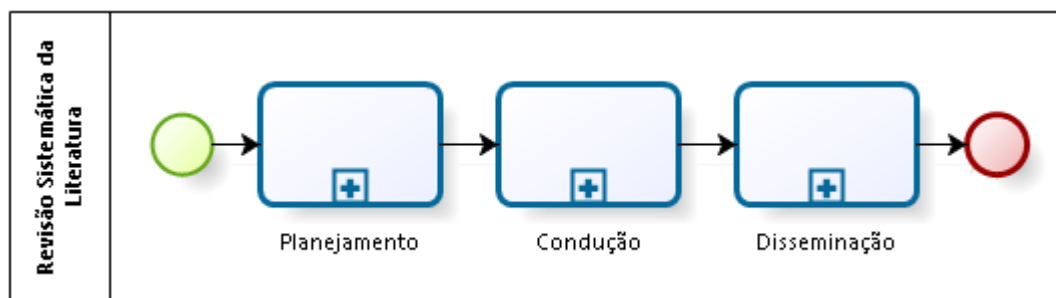 Revisão Sistemática da
Literatura
Planejamento
Condução
Disseminação